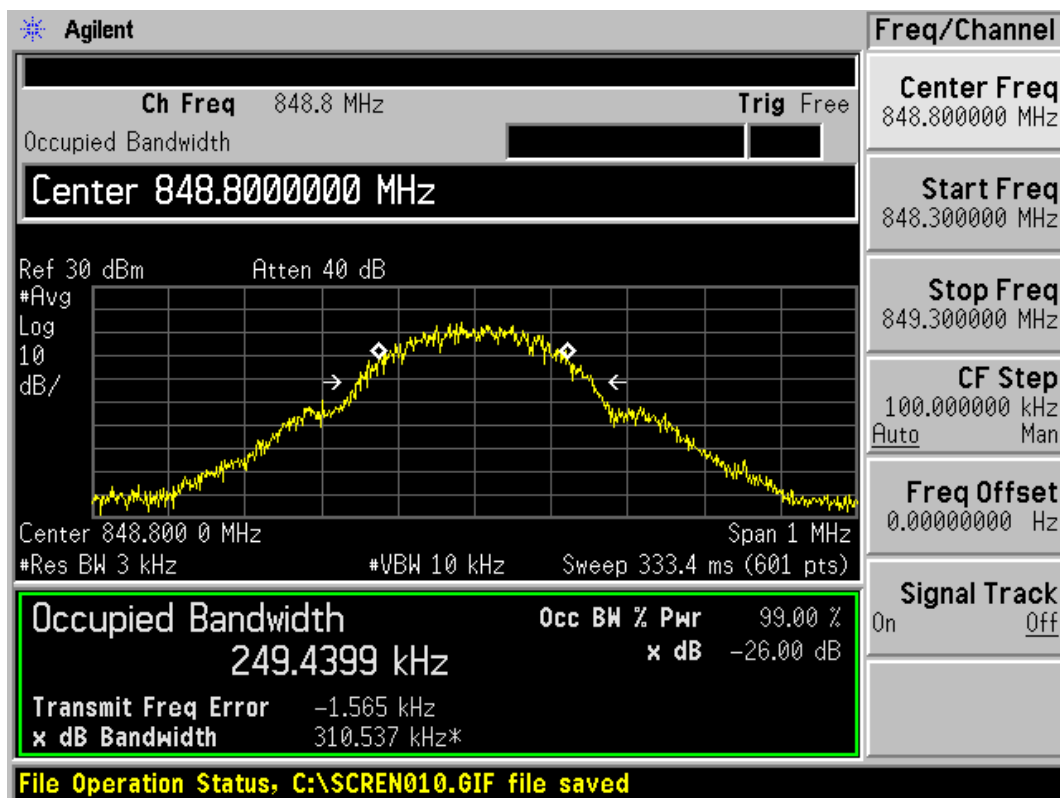 Agilent
Freq/Channel
Ch Freq 848.8 MHz Trig Free
Occupied Bandwidth
Center 848.8000000 MHz
Ref 30 dBm Atten 40 dB
#Avg
Log
10
dB/
Center 848.800 0 MHz Span 1 MHz
#Res BW 3 kHz #VBW 10 kHz Sweep 333.4 ms (601 pts)
Occupied Bandwidth Occ BW % Pwr 99.00 %
249.4399 kHz x dB -26.00 dB
Transmit Freq Error -1.565 kHz
x dB Bandwidth 310.537 kHz*
File Operation Status, C:\SCREN010.GIF file saved
Center Freq
848.800000 MHz
Start Freq
848.300000 MHz
Stop Freq
849.300000 MHz
CF Step
100.000000 kHz
Auto Man
Freq Offset
0.00000000 Hz
Signal Track
On Off